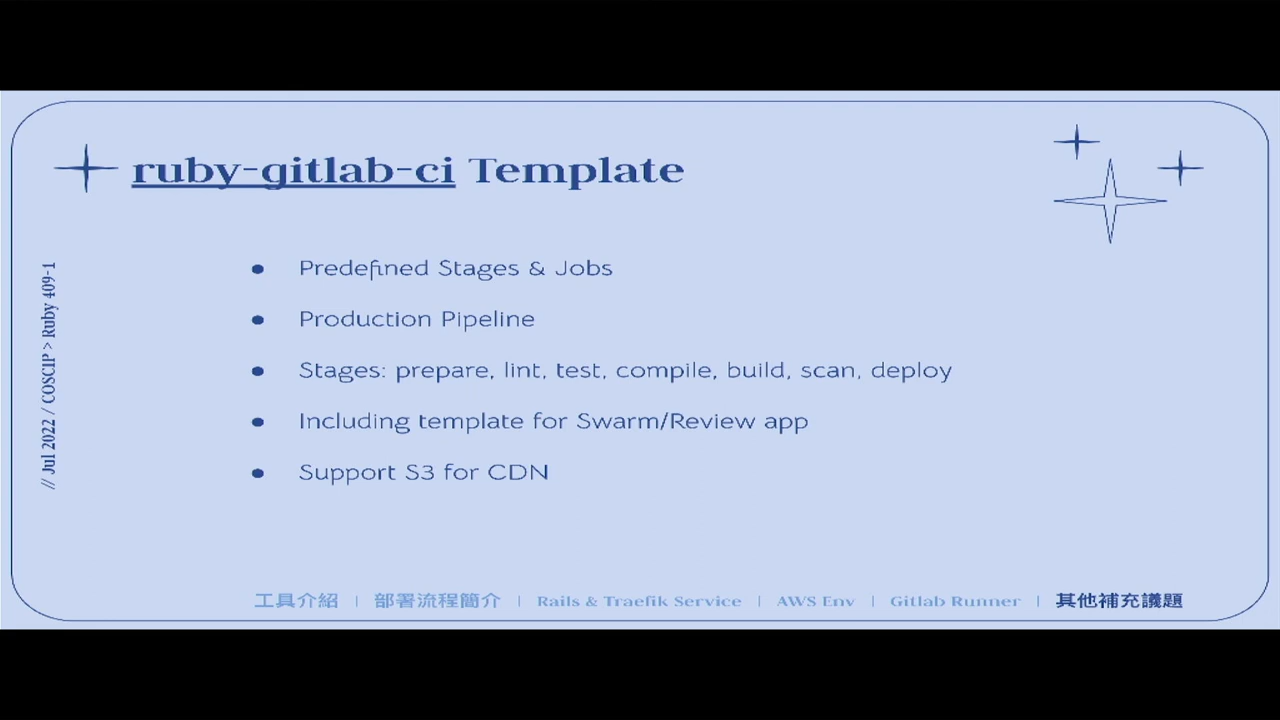 ruby-gitlab-ci Template
// Jul 2022 / COSCIP > Ruby 409-1
● Predefined Stages & Jobs
● Production Pipeline
● Stages: prepare, lint, test, compile, build, scan, deploy
● Including template for Swarm/Review app
● Support S3 for CDN
工具介紹 | 部署流程簡介 | Rails & Traefik Service | AWS Env | Gitlab Runner | 其他補充議題